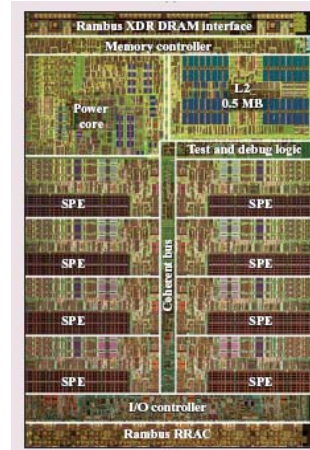 Rambus XDR DRAM interface
Memory controller
Power
core
L2
0.5 MB
Test and debug logic
SPE
SPE
SPE
SPE
Coherent bus
SPE
SPE
SPE
SPE
I/O controller
Rambus RRAC